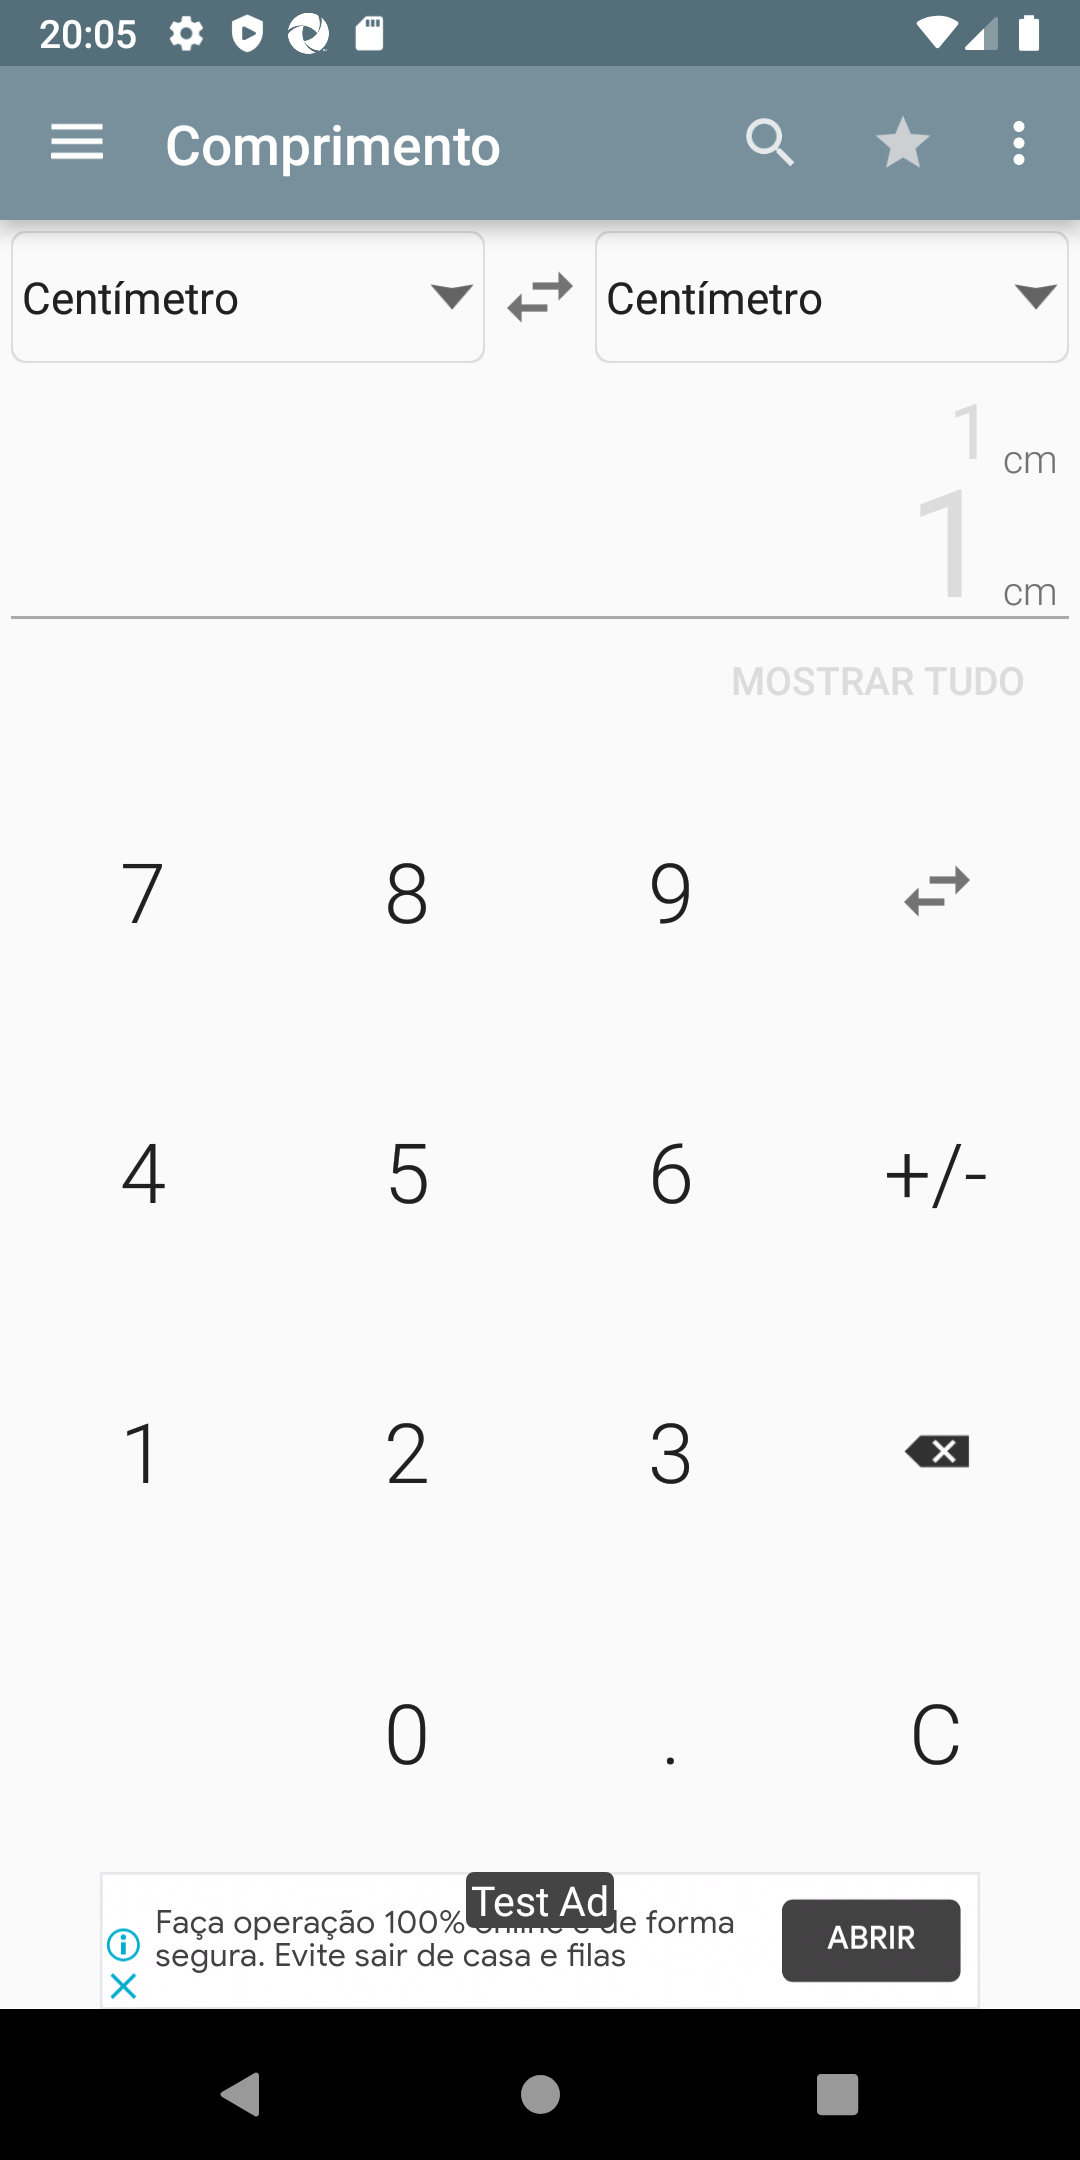 20:05
Comprimento
Centímetro
Centímetro
1 cm
1 cm
MOSTRAR TUDO
7 8 9
4 5 6 +/-
1 2 3
0 . C
Test Ad
Faça operação 100% online e de forma
segura. Evite sair de casa e filas
ABRIR